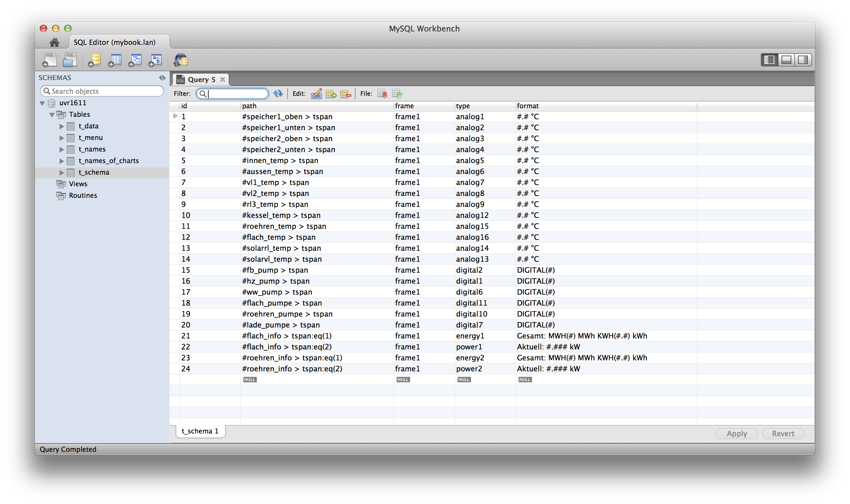 MySQL Workbench
SQL Editor (mybook.lan)
SCHEMAS
Search objects
uvr1611
Tables
t_data
t_menu
t_names
t_names_of_charts
t_schema
Views
Routines
Query 5
Filter: Edit: File:
id path frame type format
1 #speicher1_oben > tspan frame1 analog1 #.# °C
2 #speicher1_unten > tspan frame1 analog2 #.# °C
3 #speicher2_oben > tspan frame1 analog3 #.# °C
4 #speicher2_unten > tspan frame1 analog4 #.# °C
5 #innen_temp > tspan frame1 analog5 #.# °C
6 #aussen_temp > tspan frame1 analog6 #.# °C
7 #vl1_temp > tspan frame1 analog7 #.# °C
8 #vl2_temp > tspan frame1 analog8 #.# °C
9 #rl3_temp > tspan frame1 analog9 #.# °C
10 #kessel_temp > tspan frame1 analog12 #.# °C
11 #roehren_temp > tspan frame1 analog15 #.# °C
12 #flach_temp > tspan frame1 analog16 #.# °C
13 #solarrl_temp > tspan frame1 analog14 #.# °C
14 #solarvl_temp > tspan frame1 analog13 #.# °C
15 #fb_pump > tspan frame1 digital2 DIGITAL(#)
16 #hz_pump > tspan frame1 digital1 DIGITAL(#)
17 #ww_pump > tspan frame1 digital6 DIGITAL(#)
18 #flach_pumpe > tspan frame1 digital11 DIGITAL(#)
19 #roehren_pumpe > tspan frame1 digital10 DIGITAL(#)
20 #lade_pumpe > tspan frame1 digital7 DIGITAL(#)
21 #flach_info > tspan:eq(1) frame1 energy1 Gesamt: MWH(#) MWh KWH(#.#) kWh
22 #flach_info > tspan:eq(2) frame1 power1 Aktuell: #.### kW
23 #roehren_info > tspan:eq(1) frame1 energy2 Gesamt: MWH(#) MWh KWH(#.#) kWh
24 #roehren_info > tspan:eq(2) frame1 power2 Aktuell: #.### kW
NULL NULL NULL NULL
t_schema 1
Apply Revert
Query Completed